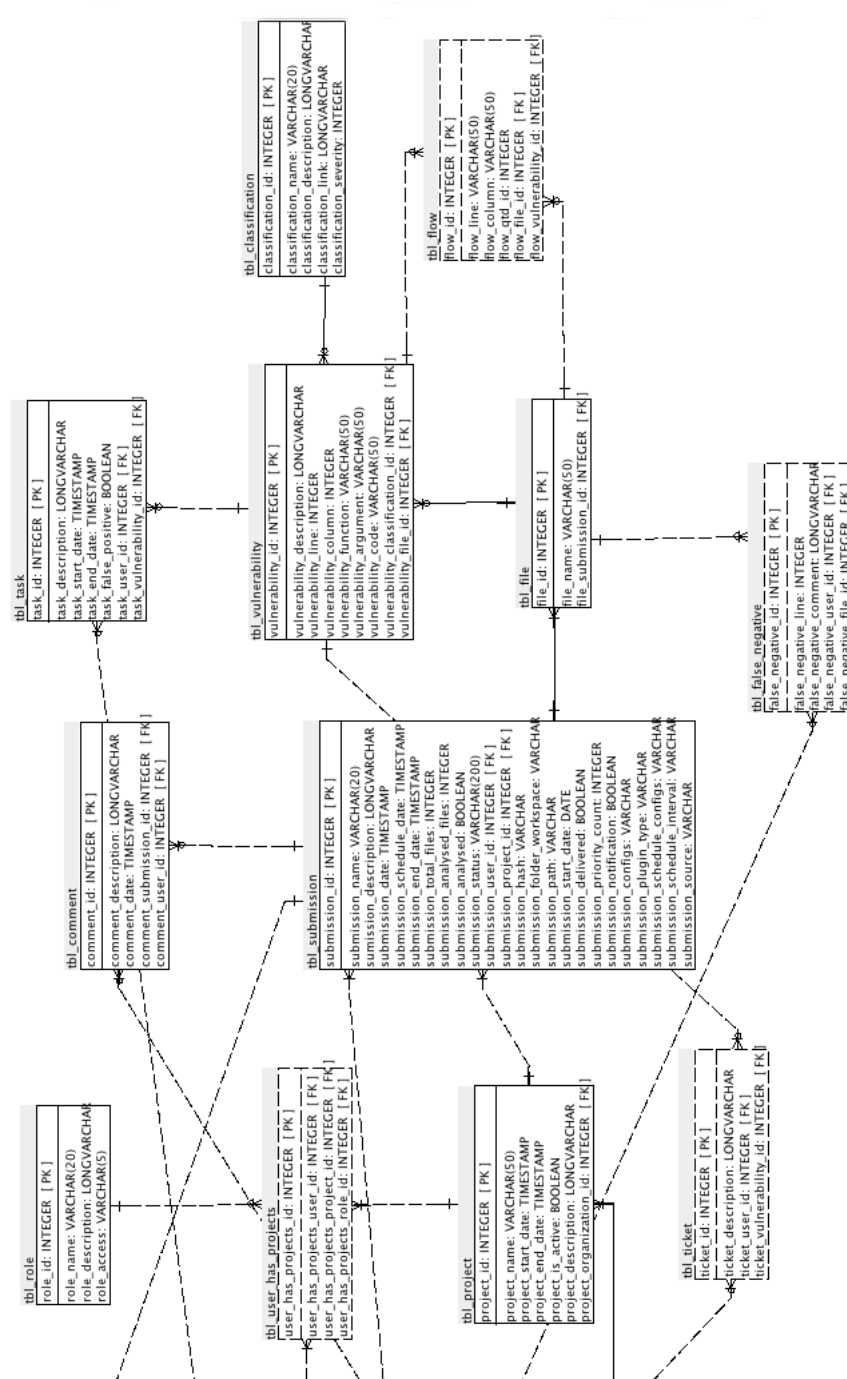 tbl_classification
classification_id: INTEGER [ PK ]
classification_name: VARCHAR(20)
classification_description: LONGVARCHAR
classification_link: LONGVARCHAR
classification_severity: INTEGER
tbl_flow
flow_id: INTEGER [ PK ]
flow_line: VARCHAR(50)
flow_column: VARCHAR(50)
flow_qtd_id: INTEGER
flow_file_id: INTEGER [ FK ]
flow_vulnerability_id: INTEGER [ FK ]
tbl_task
task_id: INTEGER [ PK ]
task_description: LONGVARCHAR
task_start_date: TIMESTAMP
task_end_date: TIMESTAMP
task_false_positive: BOOLEAN
task_user_id: INTEGER [ FK ]
task_vulnerability_id: INTEGER [ FK ]
tbl_vulnerability
vulnerability_id: INTEGER [ PK ]
vulnerability_description: LONGVARCHAR
vulnerability_line: INTEGER
vulnerability_column: INTEGER
vulnerability_function: VARCHAR(50)
vulnerability_argument: VARCHAR(50)
vulnerability_code: VARCHAR(50)
vulnerability_classification_id: INTEGER [ FK ]
vulnerability_file_id: INTEGER [ FK ]
tbl_file
file_id: INTEGER [ PK ]
file_name: VARCHAR(50)
file_submission_id: INTEGER [ FK ]
tbl_false_negative
false_negative_id: INTEGER [ PK ]
false_negative_line: INTEGER
false_negative_comment: LONGVARCHAR
false_negative_user_id: INTEGER [ FK ]
false_negative_file_id: INTEGER [ FK ]
tbl_comment
comment_id: INTEGER [ PK ]
comment_description: LONGVARCHAR
comment_date: TIMESTAMP
comment_submission_id: INTEGER [ FK ]
comment_user_id: INTEGER [ FK ]
tbl_submission
submission_id: INTEGER [ PK ]
submission_name: VARCHAR(20)
sumission_description: LONGVARCHAR
submission_date: TIMESTAMP
submission_schedule_date: TIMESTAMP
submission_end_date: TIMESTAMP
submission_total_files: INTEGER
submission_analysed_files: INTEGER
submission_analysed: BOOLEAN
submission_status: VARCHAR(200)
submission_user_id: INTEGER [ FK ]
submission_project_id: INTEGER [ FK ]
submission_hash: VARCHAR
submission_folder_workspace: VARCHAR
submission_path: VARCHAR
submission_start_date: DATE
submission_delivered: BOOLEAN
submission_priority_count: INTEGER
submission_notification: BOOLEAN
submission_configs: VARCHAR
submission_plugin_type: VARCHAR
submission_schedule_configs: VARCHAR
submission_schedule_interval: VARCHAR
submission_source: VARCHAR
tbl_role
role_id: INTEGER [ PK ]
role_name: VARCHAR(20)
role_description: LONGVARCHAR
role_access: VARCHAR(5)
tbl_user_has_projects
user_has_projects_id: INTEGER [ PK ]
user_has_projects_user_id: INTEGER [ FK ]
user_has_projects_project_id: INTEGER [ FK ]
user_has_projects_role_id: INTEGER [ FK ]
tbl_project
project_id: INTEGER [ PK ]
project_name: VARCHAR(50)
project_start_date: TIMESTAMP
project_end_date: TIMESTAMP
project_is_active: BOOLEAN
project_description: LONGVARCHAR
project_organization_id: INTEGER [ FK ]
tbl_ticket
ticket_id: INTEGER [ PK ]
ticket_description: LONGVARCHAR
ticket_user_id: INTEGER [ FK ]
ticket_vulnerability_id: INTEGER [ FK ]